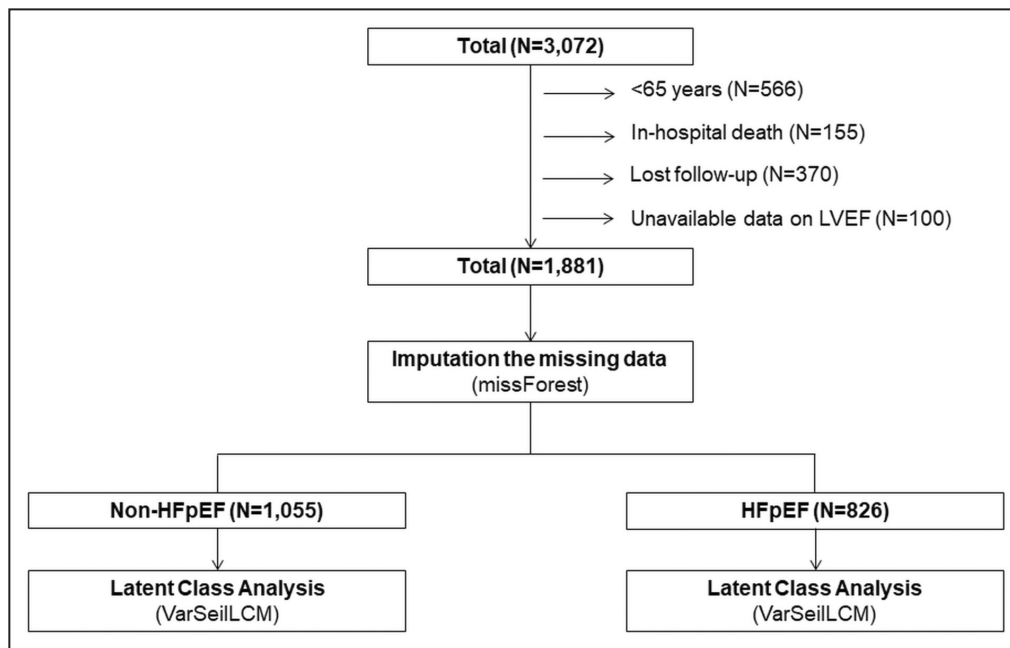 Total (N=3,072)
<65 years (N=566)
In-hospital death (N=155)
Lost follow-up (N=370)
Unavailable data on LVEF (N=100)
Total (N=1,881)
Imputation the missing data
(missForest)
Non-HFpEF (N=1,055)
HFpEF (N=826)
Latent Class Analysis
(VarSeilLCM)
Latent Class Analysis
(VarSeilLCM)